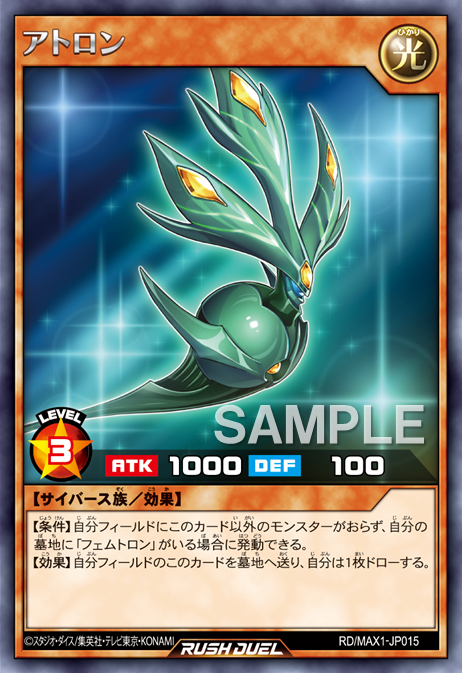 アトロン
ひかり
光
SAMPLE
LEVEL
3
ATK 1000 DEF 100
【サイバース族／効果】
【条件】自分フィールドにこのカード以外のモンスターがおらず、自分の
墓地に「フェムトロン」がいる場合に発動できる。
【効果】自分フィールドのこのカードを墓地へ送り、自分は1枚ドローする。
©スタジオ・ダイス/集英社・テレビ東京・KONAMI
RUSH DUEL
RD/MAX1-JP015